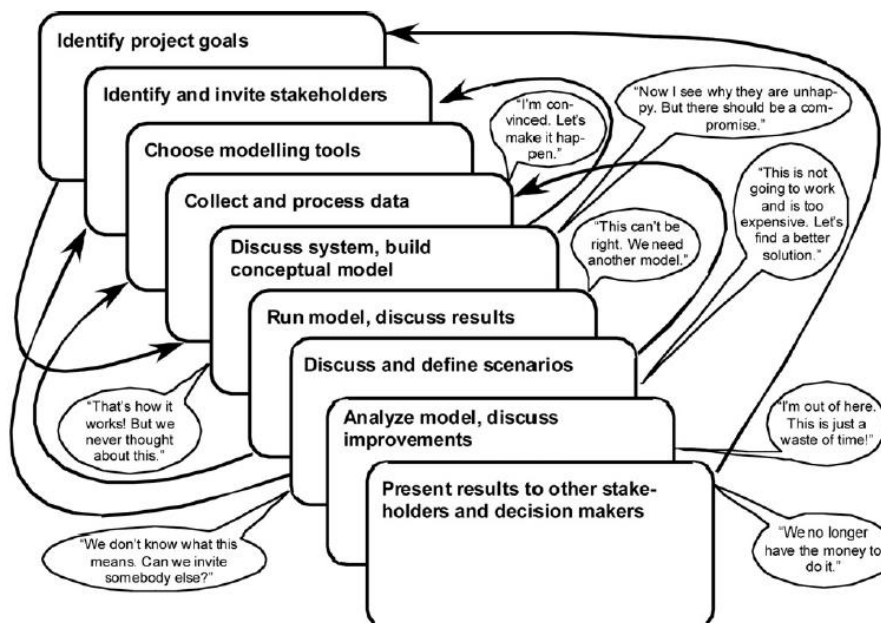 Identify project goals
Identify and invite stakeholders
Choose modelling tools
Collect and process data
Discuss system, build
conceptual model
Run model, discuss results
Discuss and define scenarios
Analyze model, discuss
improvements
Present results to other stake-
holders and decision makers
“I'm con-
vinced. Let's
make it hap-
pen.”
“Now I see why they are unhap-
py. But there should be a com-
promise.”
“This can't be
right. We need
another model.”
“This is not
going to work
and is too
expensive. Let's
find a better
solution.”
“That's how it
works! But we
never thought
about this.”
“I'm out of here.
This is just a
waste of time!”
“We don't know what this
means. Can we invite
somebody else?”
“We no longer
have the money to
do it.”